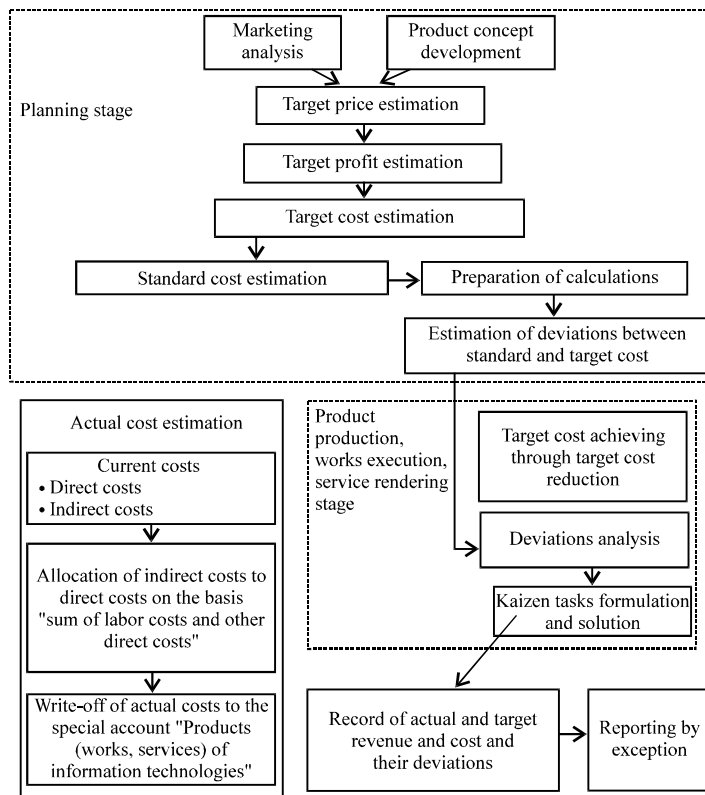 Marketing
analysis
Product concept
development
Planning stage
Target price estimation
Target profit estimation
Target cost estimation
Standard cost estimation
Preparation of calculations
Estimation of deviations between
standard and target cost
Actual cost estimation
Current costs
• Direct costs
• Indirect costs
Allocation of indirect costs to
direct costs on the basis
"sum of labor costs and other
direct costs"
Write-off of actual costs to the
special account "Products
(works, services) of
information technologies"
Product
production,
works execution,
service rendering
stage
Target cost achieving
through target cost
reduction
Deviations analysis
Kaizen tasks formulation
and solution
Record of actual and target
revenue and cost and
their deviations
Reporting by
exception